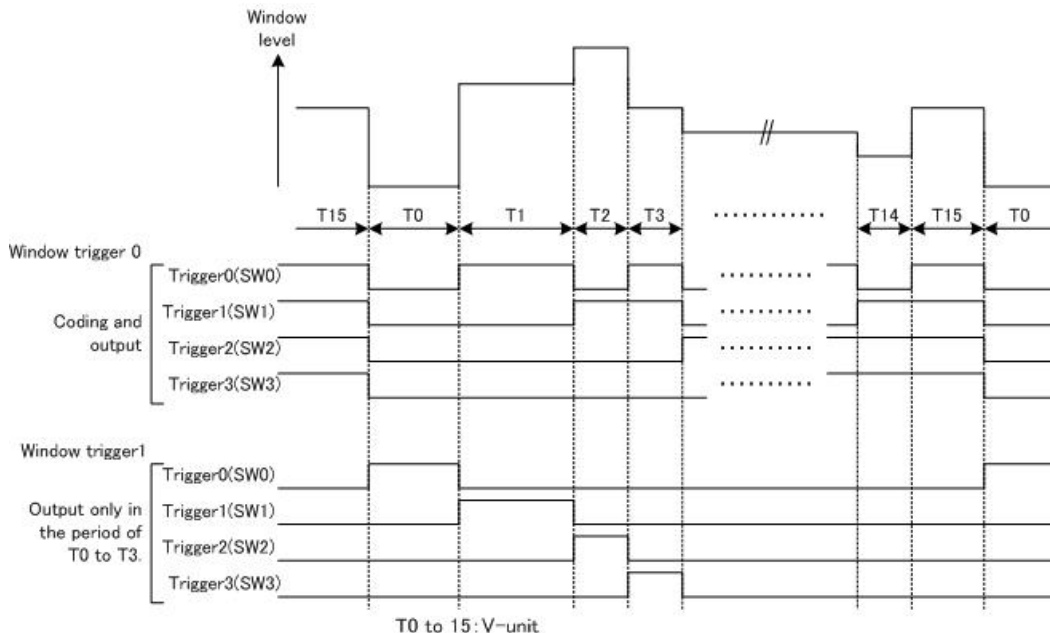 Window
level
T15 T0 T1 T2 T3 ............ T14 T15 T0
Window trigger 0
Coding and
output
Trigger0(SW0) .........
Trigger1(SW1) .........
Trigger2(SW2) .........
Trigger3(SW3) .........
Window trigger1
Output only in
the period of
T0 to T3.
Trigger0(SW0)
Trigger1(SW1)
Trigger2(SW2)
Trigger3(SW3)
T0 to 15: V-unit